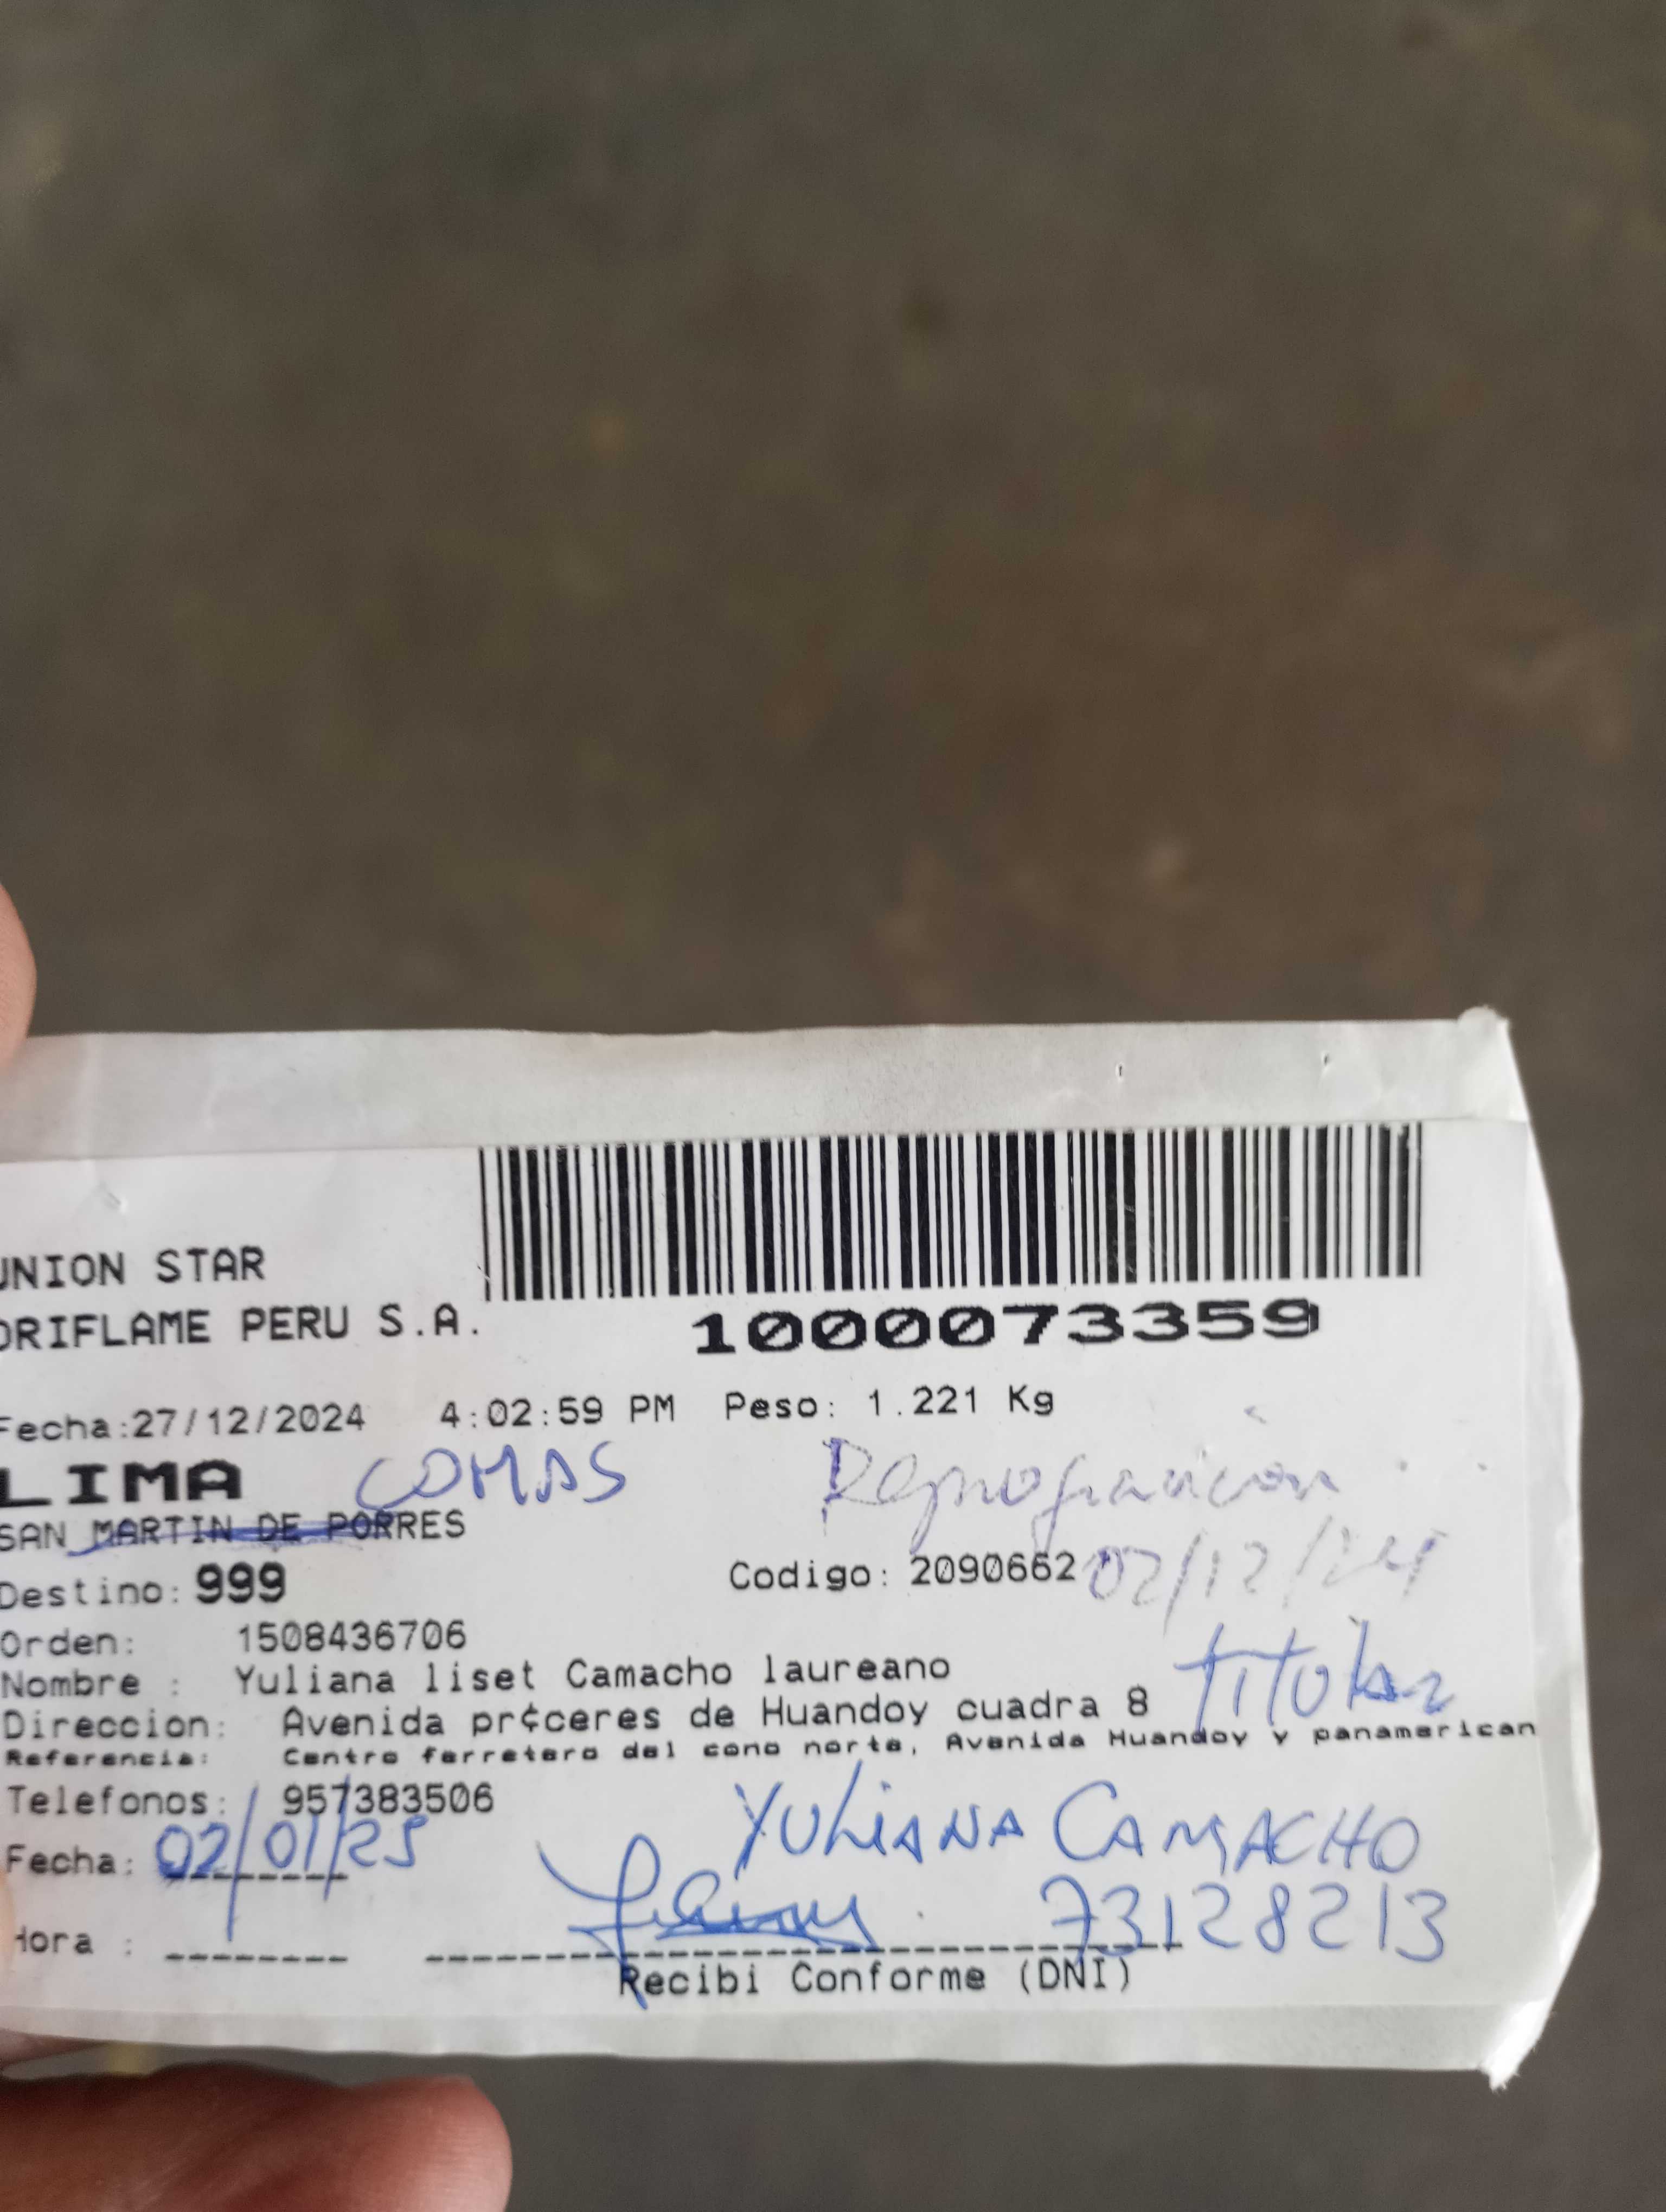 UNION STAR
ORIFLAME PERU S.A.
1000073359
Fecha:27/12/2024 4:02:59 PM Peso: 1.221 Kg
LIMA COMAS Reprogramación
SAN MARTIN DE PORRES
Destino: 999 Codigo: 2090662 02/12/24
Orden: 1508436706
Nombre : Yuliana liset Camacho laureano titular
Direccion: Avenida pr¢ceres de Huandoy cuadra 8
Referencia: Centro ferretero del cono norte, Avenida Huandoy y panamerican
Telefonos: 957383506
YULIANA CAMACHO
Fecha: 02/01/25
73128213
Hora :
Recibi Conforme (DNI)